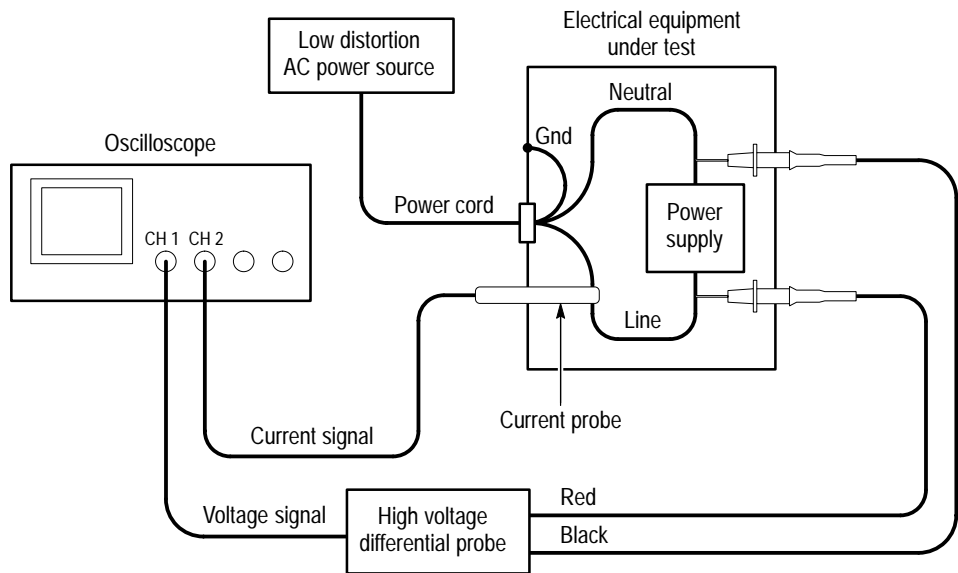 Electrical equipment
under test
Low distortion
AC power source
Neutral
Gnd
Oscilloscope
Power cord
Power
supply
CH 1
CH 2
Line
Current probe
Current signal
Red
Voltage signal
High voltage
differential probe
Black